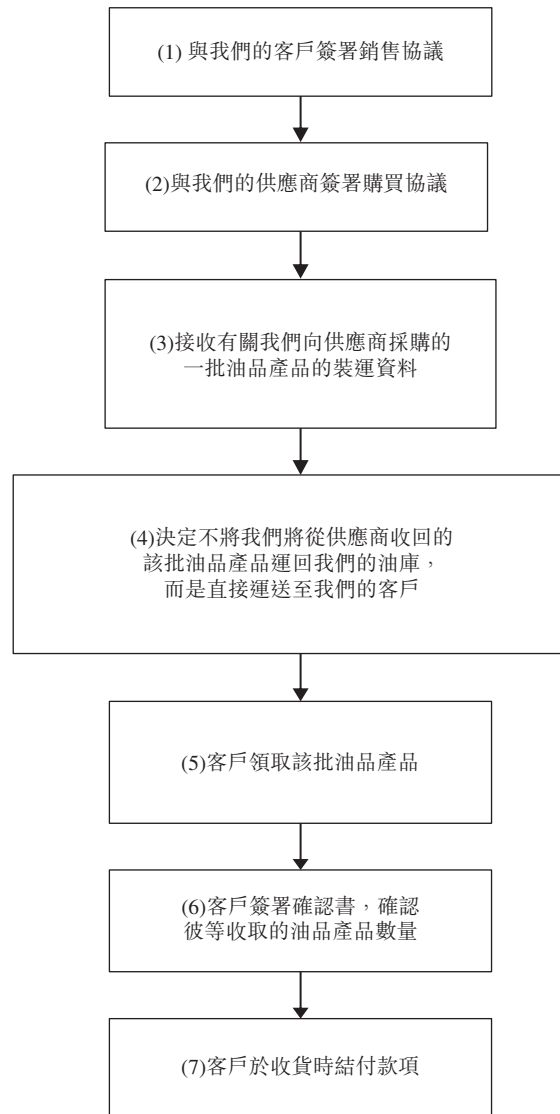 (1) 與我們的客戶簽署銷售協議
(2)與我們的供應商簽署購買協議
(3)接收有關我們向供應商採購的
一批油品產品的裝運資料
(4)決定不將我們將從供應商收回的
該批油品產品運回我們的油庫，
而是直接運送至我們的客戶
(5)客戶領取該批油品產品
(6)客戶簽署確認書，確認
彼等收取的油品產品數量
(7)客戶於收貨時結付款項